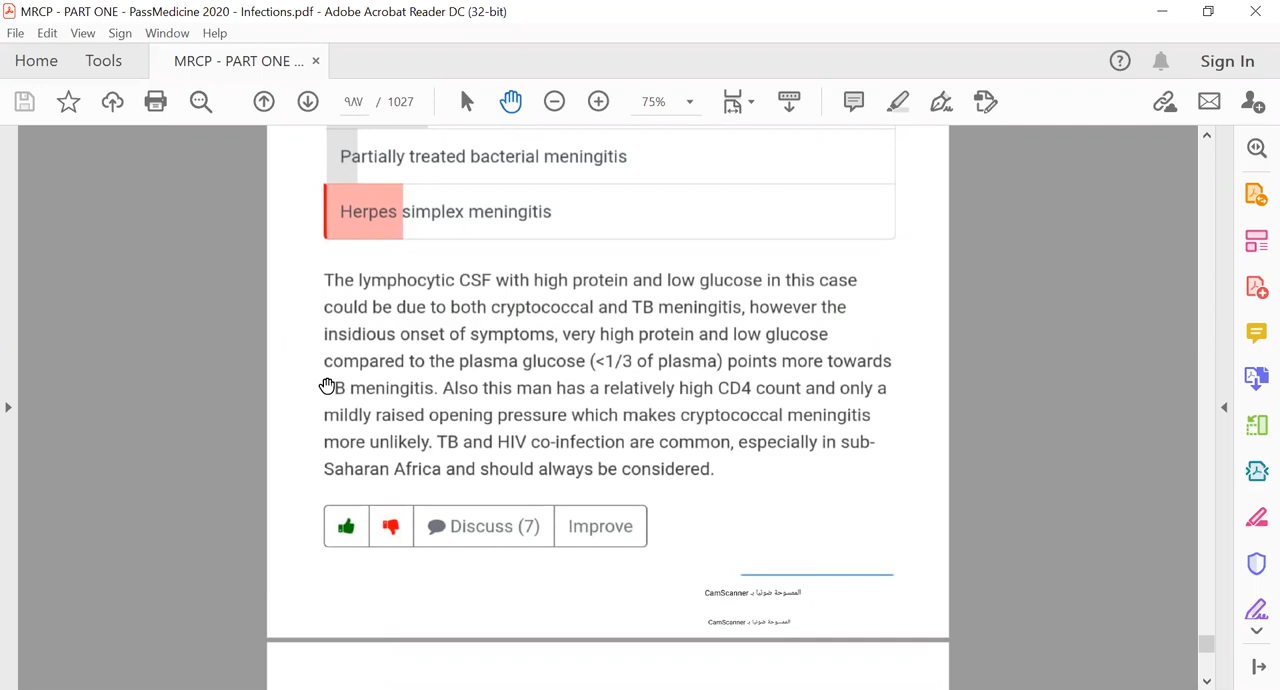 MRCP - PART ONE - PassMedicine 2020 - Infections.pdf - Adobe Acrobat Reader DC (32-bit)
File Edit View Sign Window Help
Home Tools MRCP - PART ONE ... × Sign In
٩٨٧ / 1027 75%
Partially treated bacterial meningitis
Herpes simplex meningitis
The lymphocytic CSF with high protein and low glucose in this case
could be due to both cryptococcal and TB meningitis, however the
insidious onset of symptoms, very high protein and low glucose
compared to the plasma glucose (<1/3 of plasma) points more towards
B meningitis. Also this man has a relatively high CD4 count and only a
mildly raised opening pressure which makes cryptococcal meningitis
more unlikely. TB and HIV co-infection are common, especially in sub-
Saharan Africa and should always be considered.
Discuss (7) Improve
الممسوحة ضوئيا بـ CamScanner
الممسوحة ضوئيا بـ CamScanner